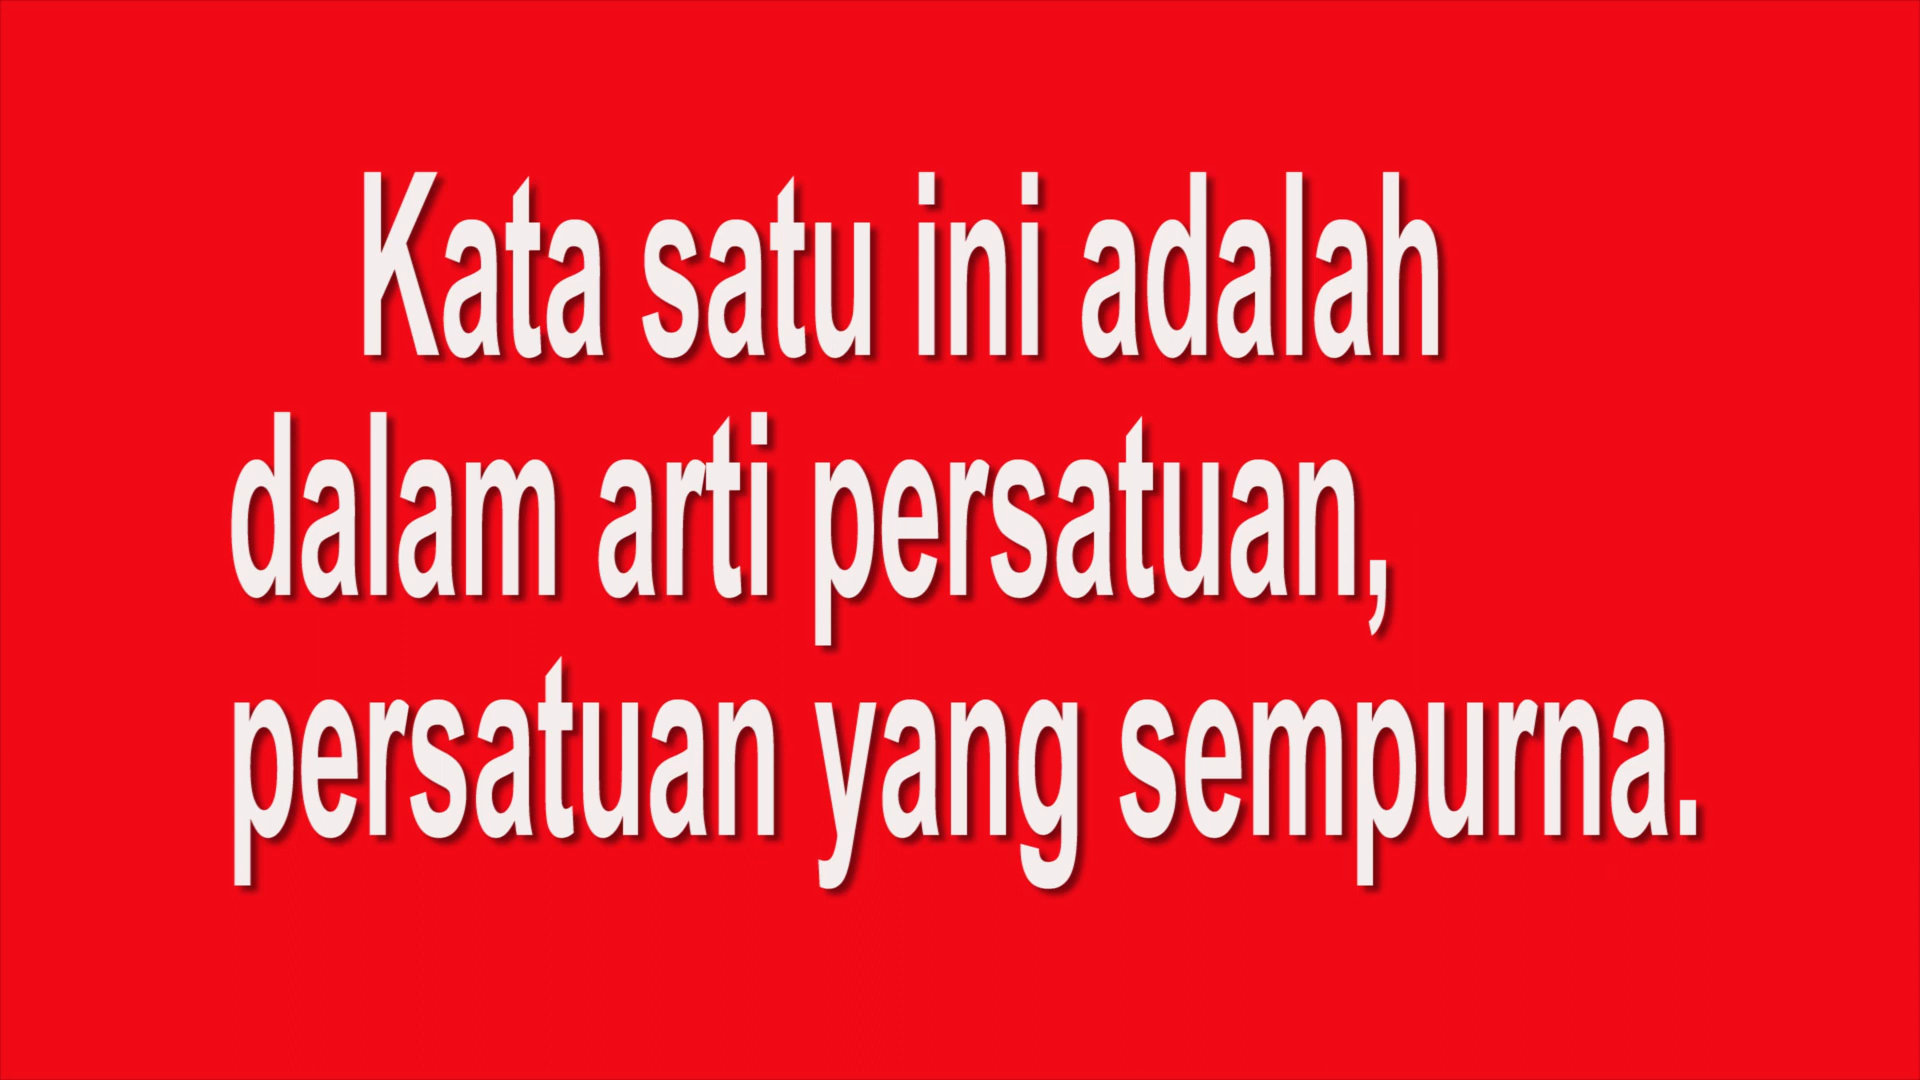 Kata satu ini adalah
dalam arti persatuan,
persatuan yang sempurna.